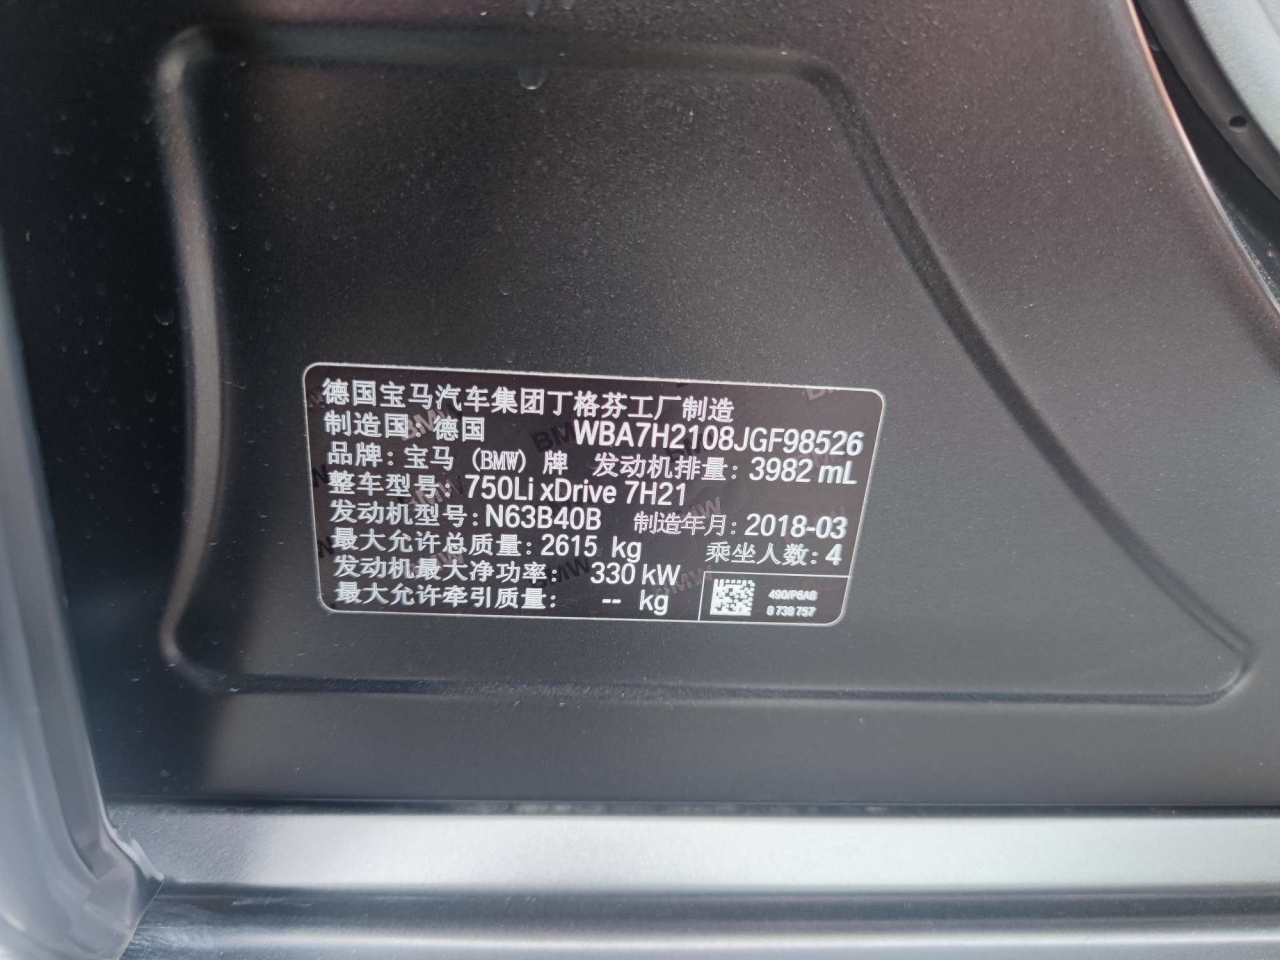 德国宝马汽车集团丁格芬工厂制造
制造国: 德国 WBA7H2108JGF98526
品牌: 宝马 (BMW) 牌 发动机排量: 3982 mL
整车型号: 750Li xDrive 7H21
发动机型号: N63B40B 制造年月: 2018-03
最大允许总质量: 2615 kg 乘坐人数: 4
发动机最大净功率: 330 kW
最大允许牵引质量: -- kg
490/P6AB
8 738 757